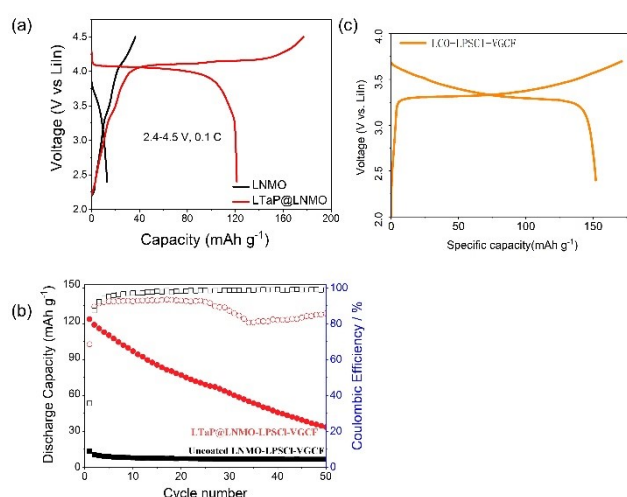 (a)
Voltage (V vs LiIn)
4.5
4.0
3.5
3.0
2.5
2.0
2.4-4.5 V, 0.1 C
LNMO
LTaP@LNMO
0 40 80 120 160 200
Capacity (mAh g⁻¹)
(c)
Voltage (V vs. LiIn)
4.0
3.5
3.0
2.5
2.0
LCO-LPSCl-VGCF
0 50 100 150
Specific capacity(mAh g⁻¹)
(b)
Discharge Capacity (mAh g⁻¹)
150
120
90
60
30
0
LTaP@LNMO-LPSCl-VGCF
Uncoated LNMO-LPSCl-VGCF
100
80
60
40
20
0
Coulombic Efficiency / %
0 10 20 30 40 50
Cycle number